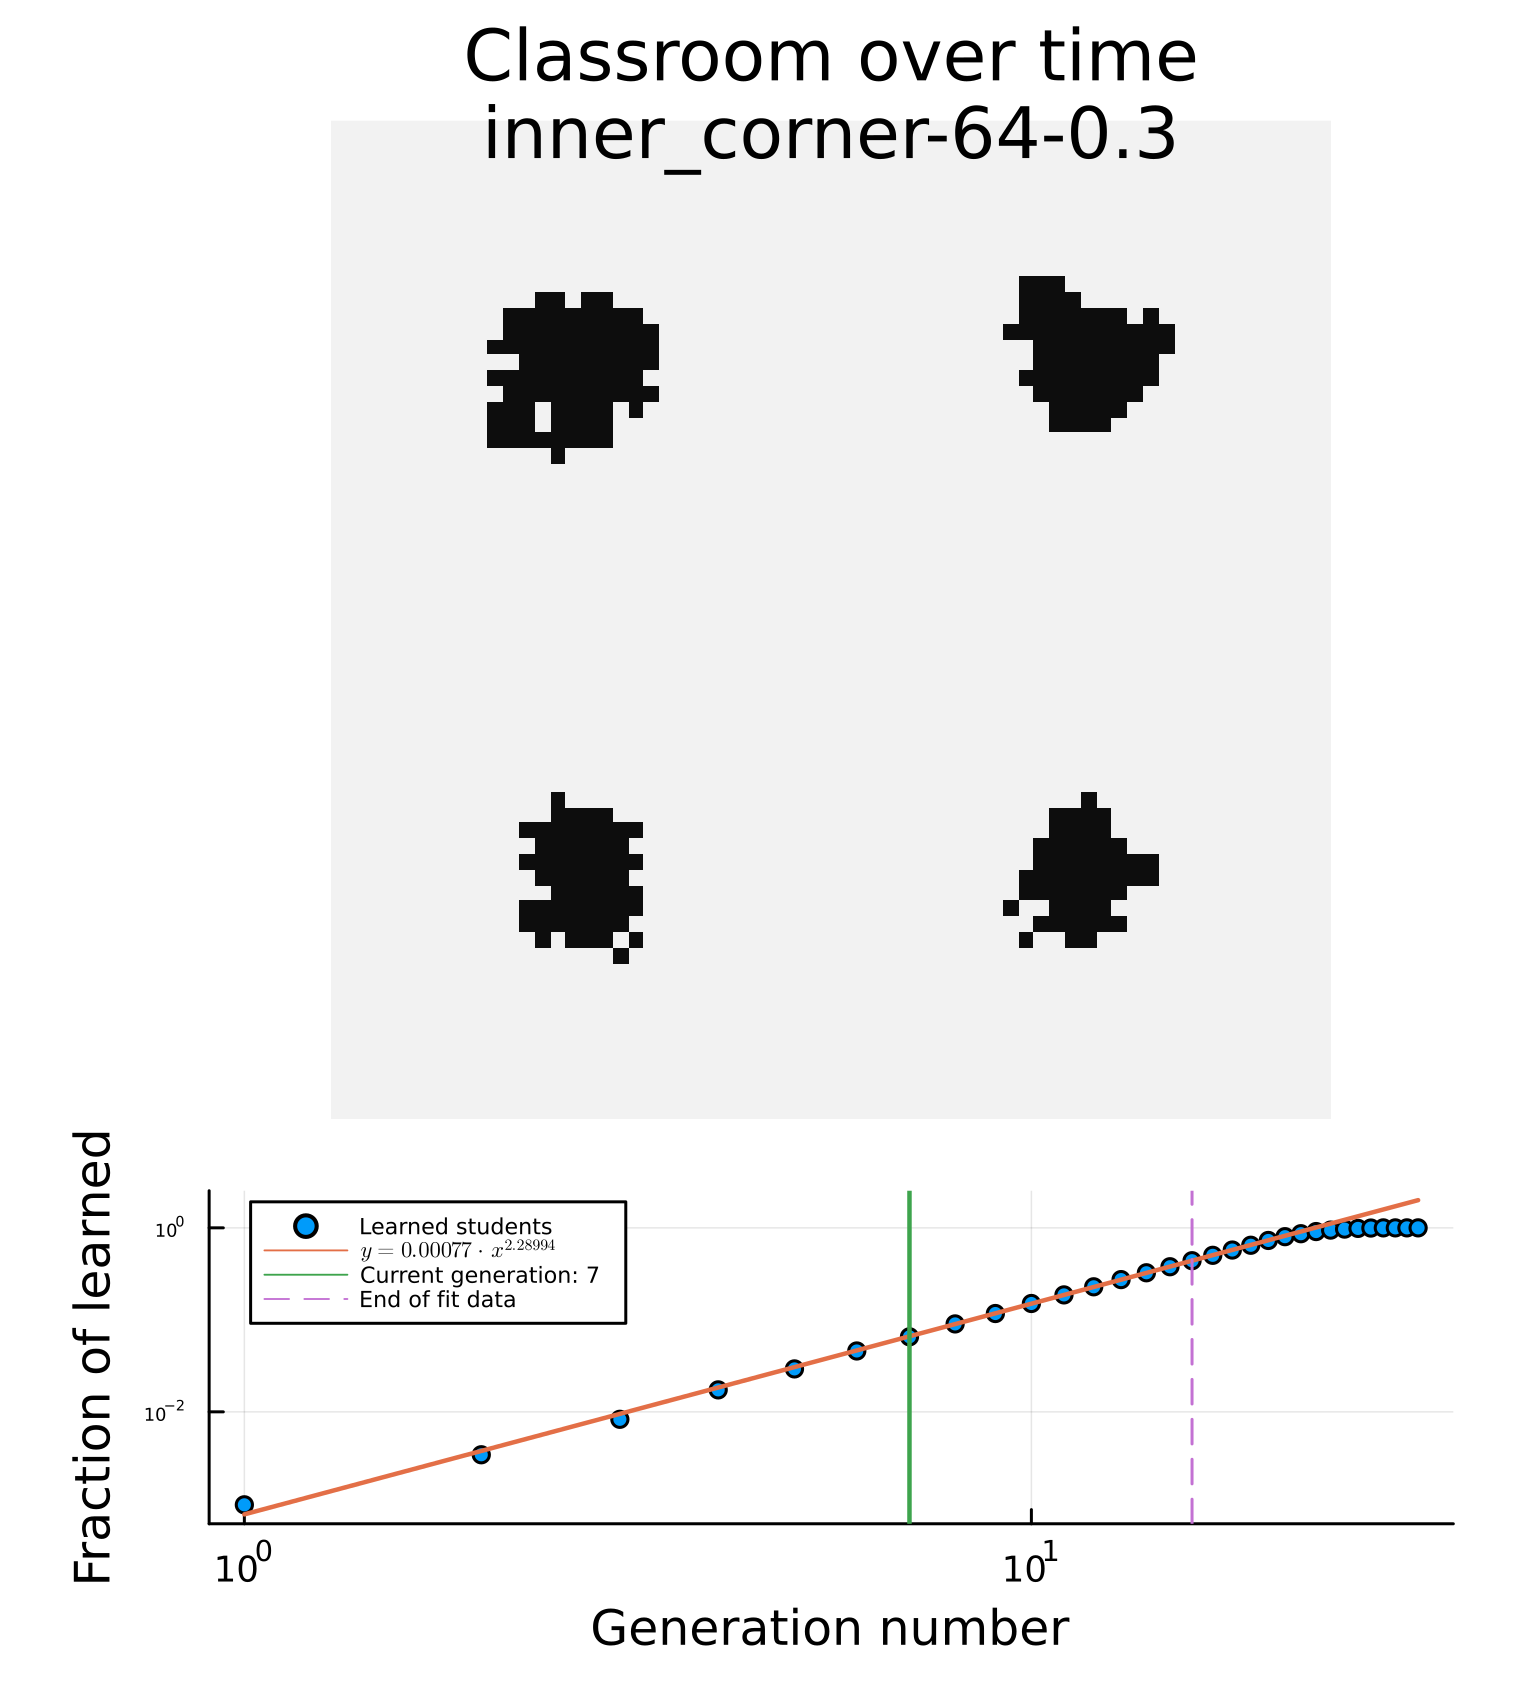 Classroom over time
inner_corner-64-0.3
Fraction of learned
10^0
10^-2
Learned students
y = 0.00077 · x^2.28994
Current generation: 7
End of fit data
10^0
10^1
Generation number